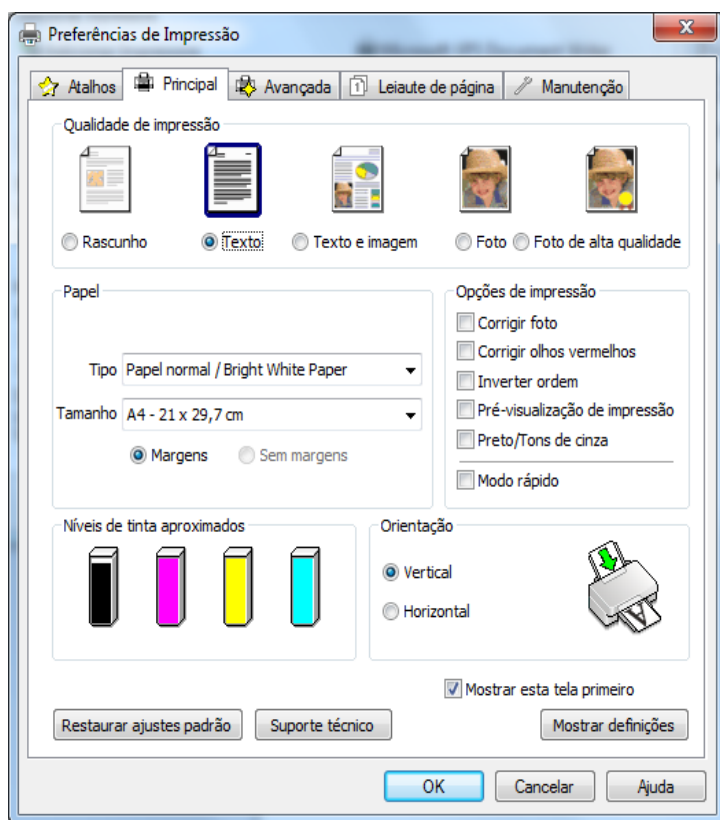 Preferências de Impressão
Atalhos Principal Avançada 1 Leiaute de página Manutenção
Qualidade de impressão
Rascunho Texto Texto e imagem Foto Foto de alta qualidade
Papel
Tipo Papel normal / Bright White Paper
Tamanho A4 - 21 x 29,7 cm
Margens Sem margens
Opções de impressão
Corrigir foto
Corrigir olhos vermelhos
Inverter ordem
Pré-visualização de impressão
Preto/Tons de cinza
Modo rápido
Níveis de tinta aproximados
Orientação
Vertical
Horizontal
A
Mostrar esta tela primeiro
Restaurar ajustes padrão Suporte técnico Mostrar definições
OK Cancelar Ajuda